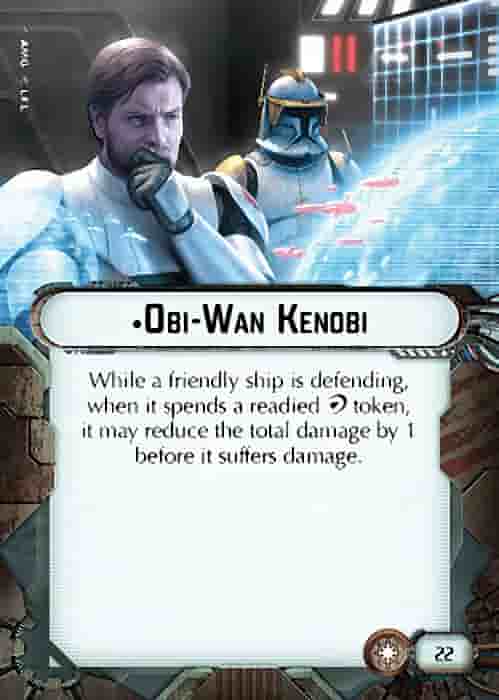 •Obi-Wan Kenobi
While a friendly ship is defending,
when it spends a readied token,
it may reduce the total damage by 1
before it suffers damage.
22